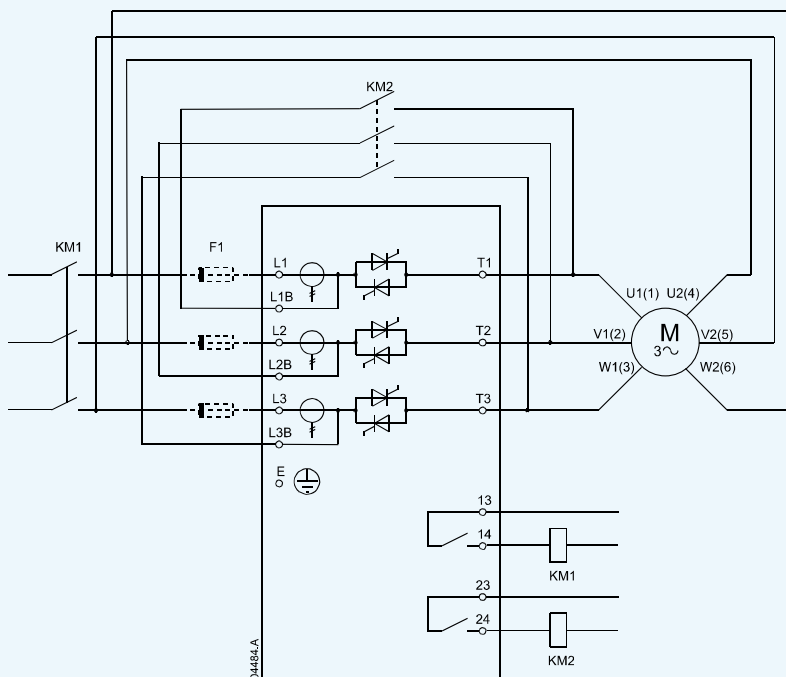 KM2
KM1
F1
L1
T1
L1B
U1(1) U2(4)
L2
T2
V1(2)
M
3~
V2(5)
L2B
W1(3)
W2(6)
L3
T3
L3B
E
13
14
KM1
23
24
KM2
04484.A